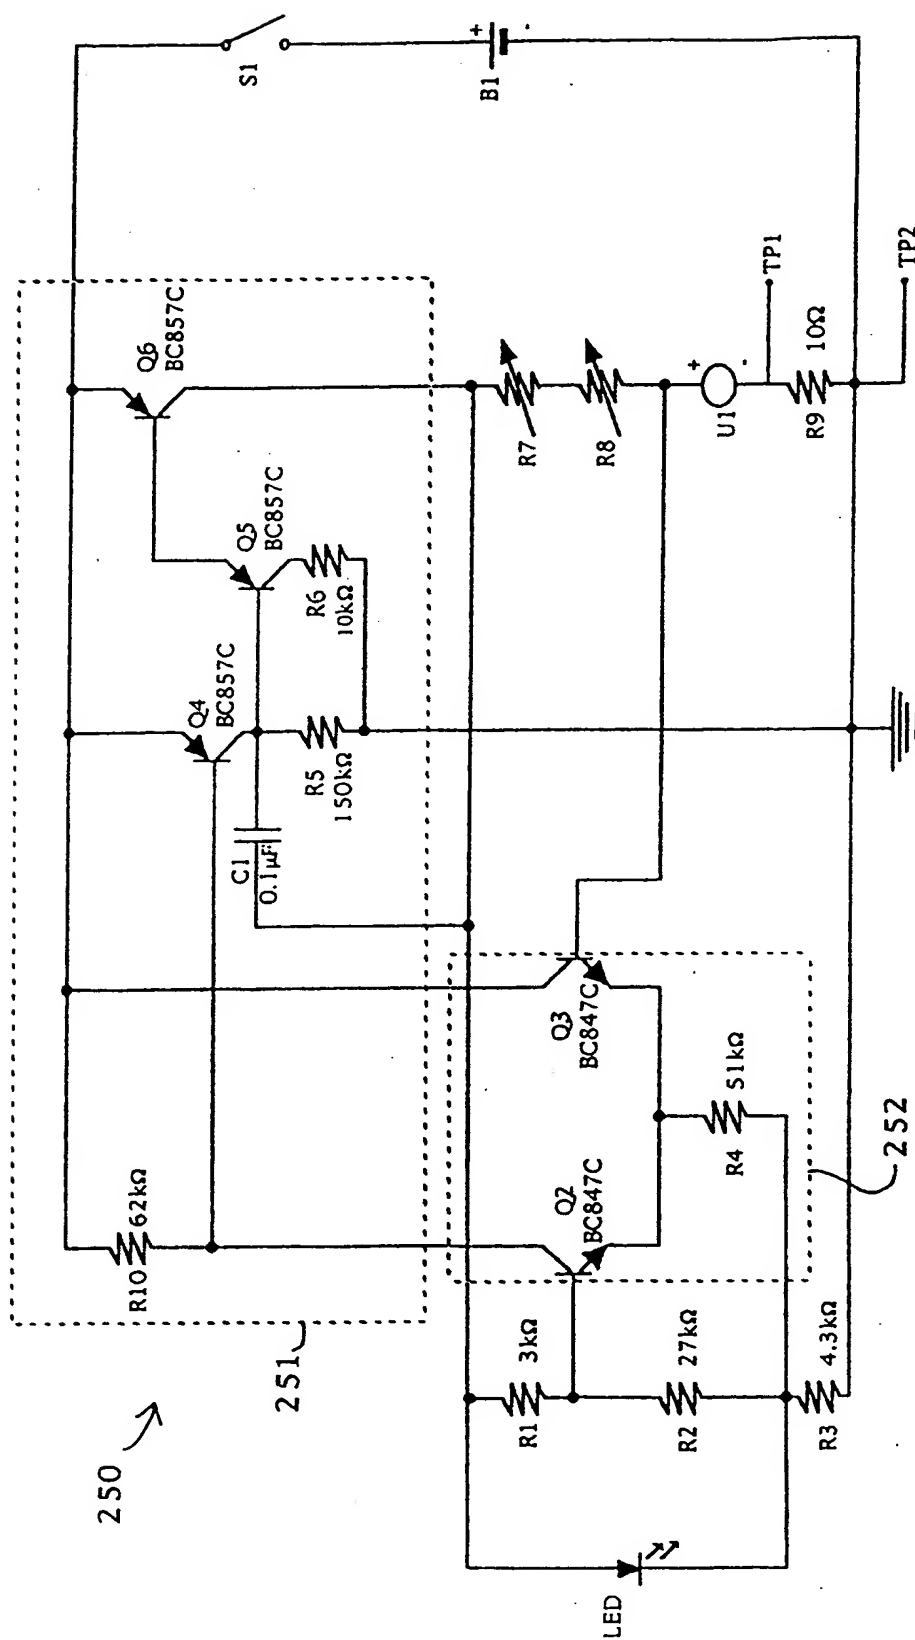 250
251
252
S1
+
-
B1
Q6
BC857C
Q5
BC857C
Q4
BC857C
R6
10kΩ
R5
150kΩ
C1
0.1μF
R10
62kΩ
R7
R8
+
-
U1
TP1
R9
10Ω
TP2
Q3
BC847C
Q2
BC847C
R4
51kΩ
R1
3kΩ
R2
27kΩ
R3
4.3kΩ
LED